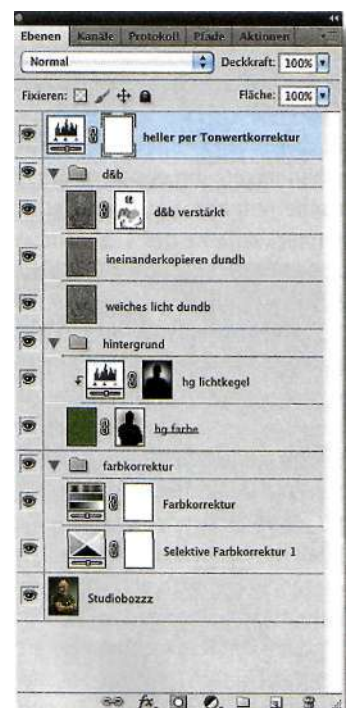 Ebenen Kanäle Protokoll Pfade Aktionen
Normal Deckkraft: 100%
Fixieren: Fläche: 100%
heller per Tonwertkorrektur
d&b
d&b verstärkt
ineinanderkopieren dundb
weiches licht dundb
hintergrund
hg lichtkegel
hg farbe
farbkorrektur
Farbkorrektur
Selektive Farbkorrektur 1
Studiobozzz
fx